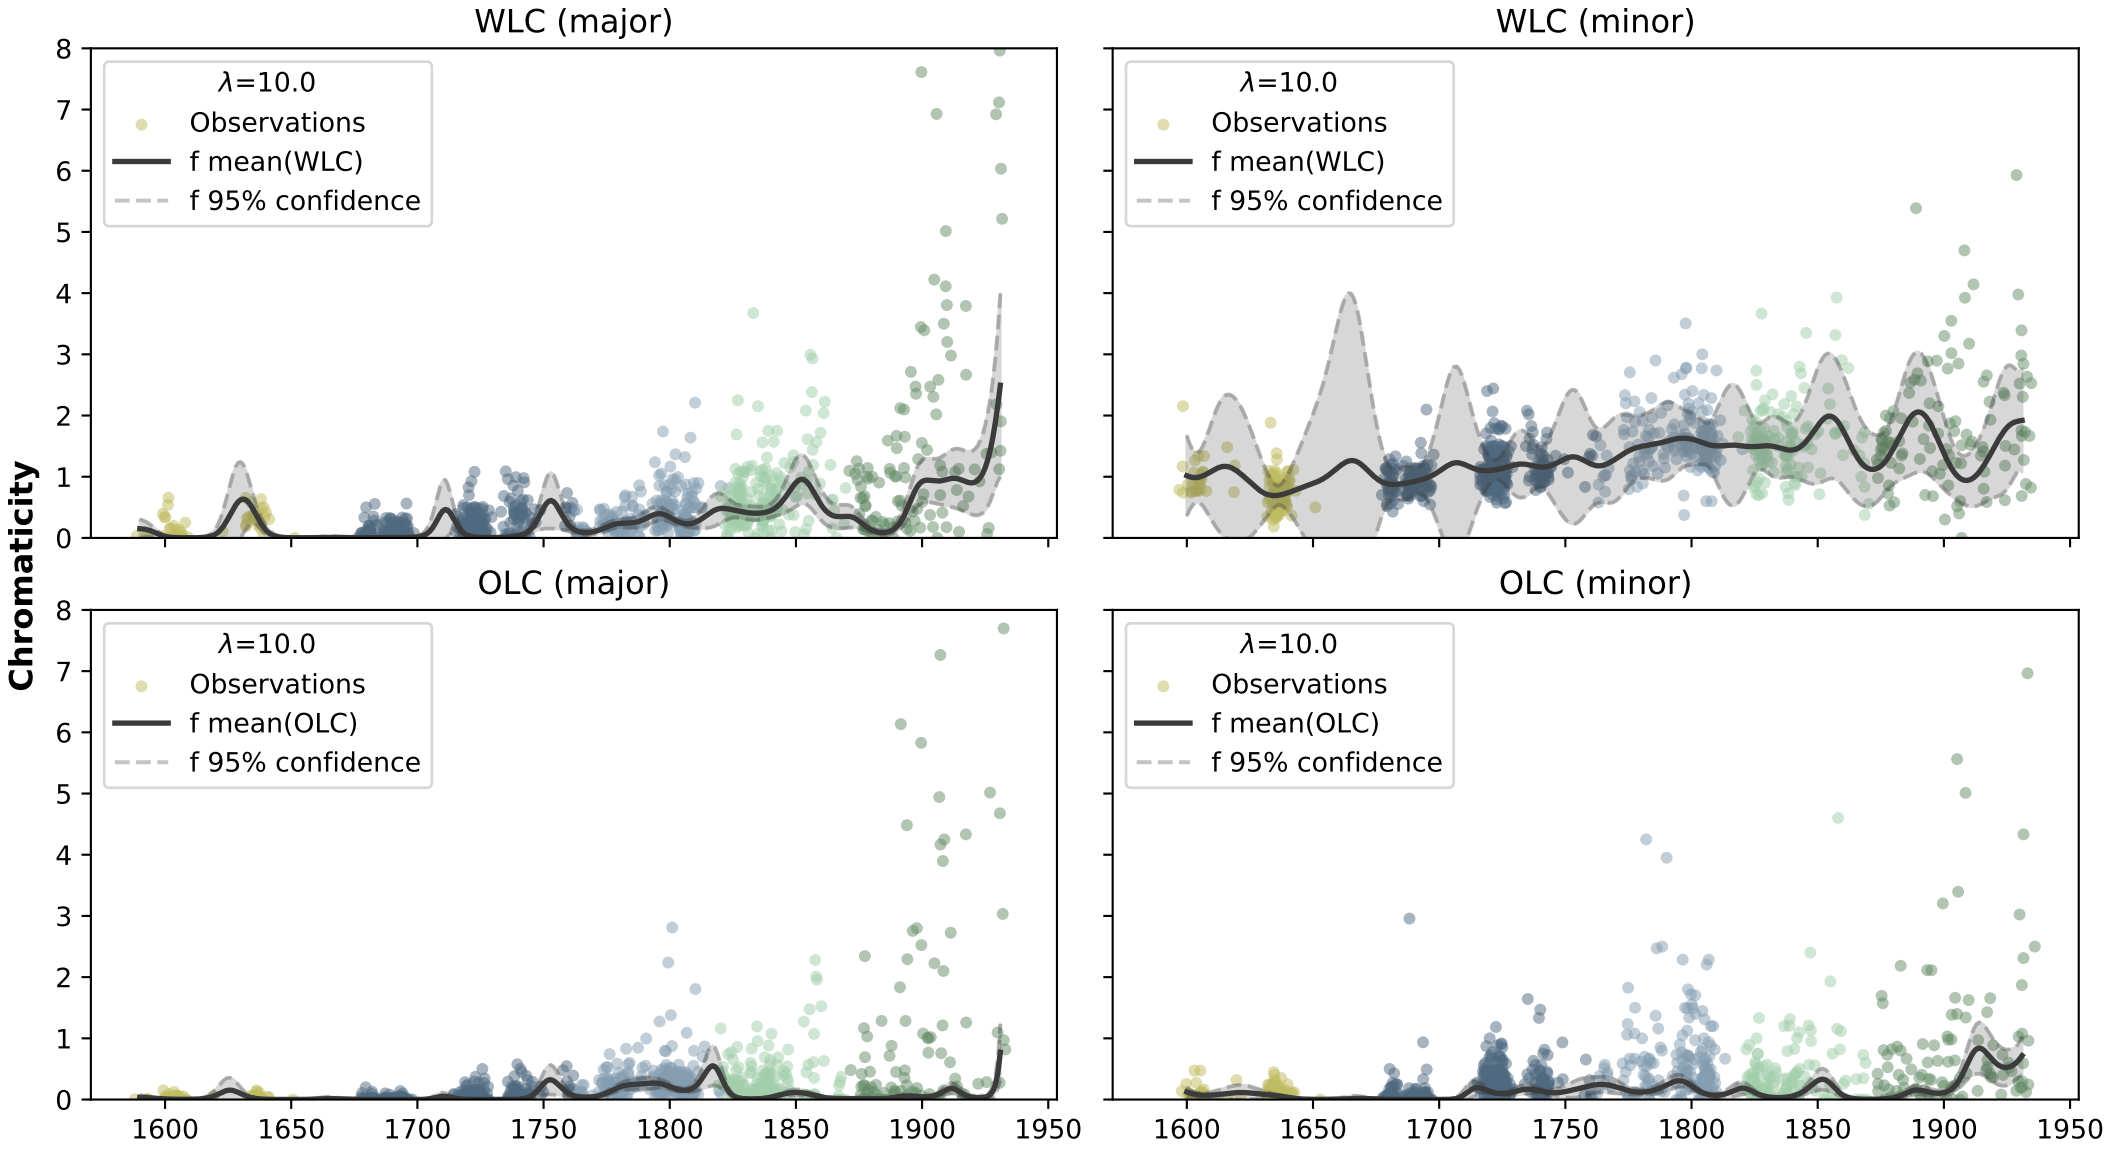 WLC (major)
WLC (minor)
8
7
6
5
4
3
2
1
0
λ=10.0
Observations
f mean(WLC)
f 95% confidence
λ=10.0
Observations
f mean(WLC)
f 95% confidence
Chromaticity
OLC (major)
OLC (minor)
8
7
6
5
4
3
2
1
0
λ=10.0
Observations
f mean(OLC)
f 95% confidence
λ=10.0
Observations
f mean(OLC)
f 95% confidence
1600 1650 1700 1750 1800 1850 1900 1950
1600 1650 1700 1750 1800 1850 1900 1950